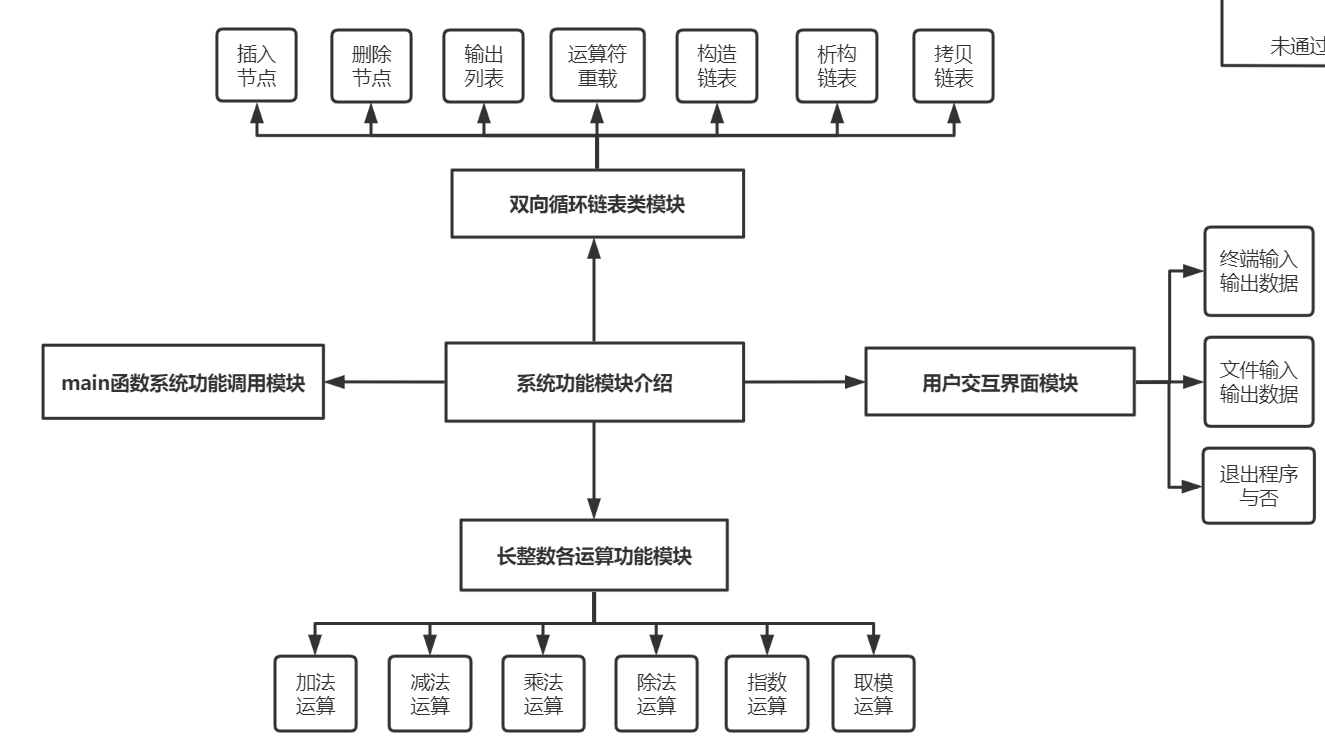 未通过
插入
节点
删除
节点
输出
列表
运算符
重载
构造
链表
析构
链表
拷贝
链表
双向循环链表类模块
main函数系统功能调用模块
系统功能模块介绍
用户交互界面模块
终端输入
输出数据
文件输入
输出数据
退出程序
与否
长整数各运算功能模块
加法
运算
减法
运算
乘法
运算
除法
运算
指数
运算
取模
运算